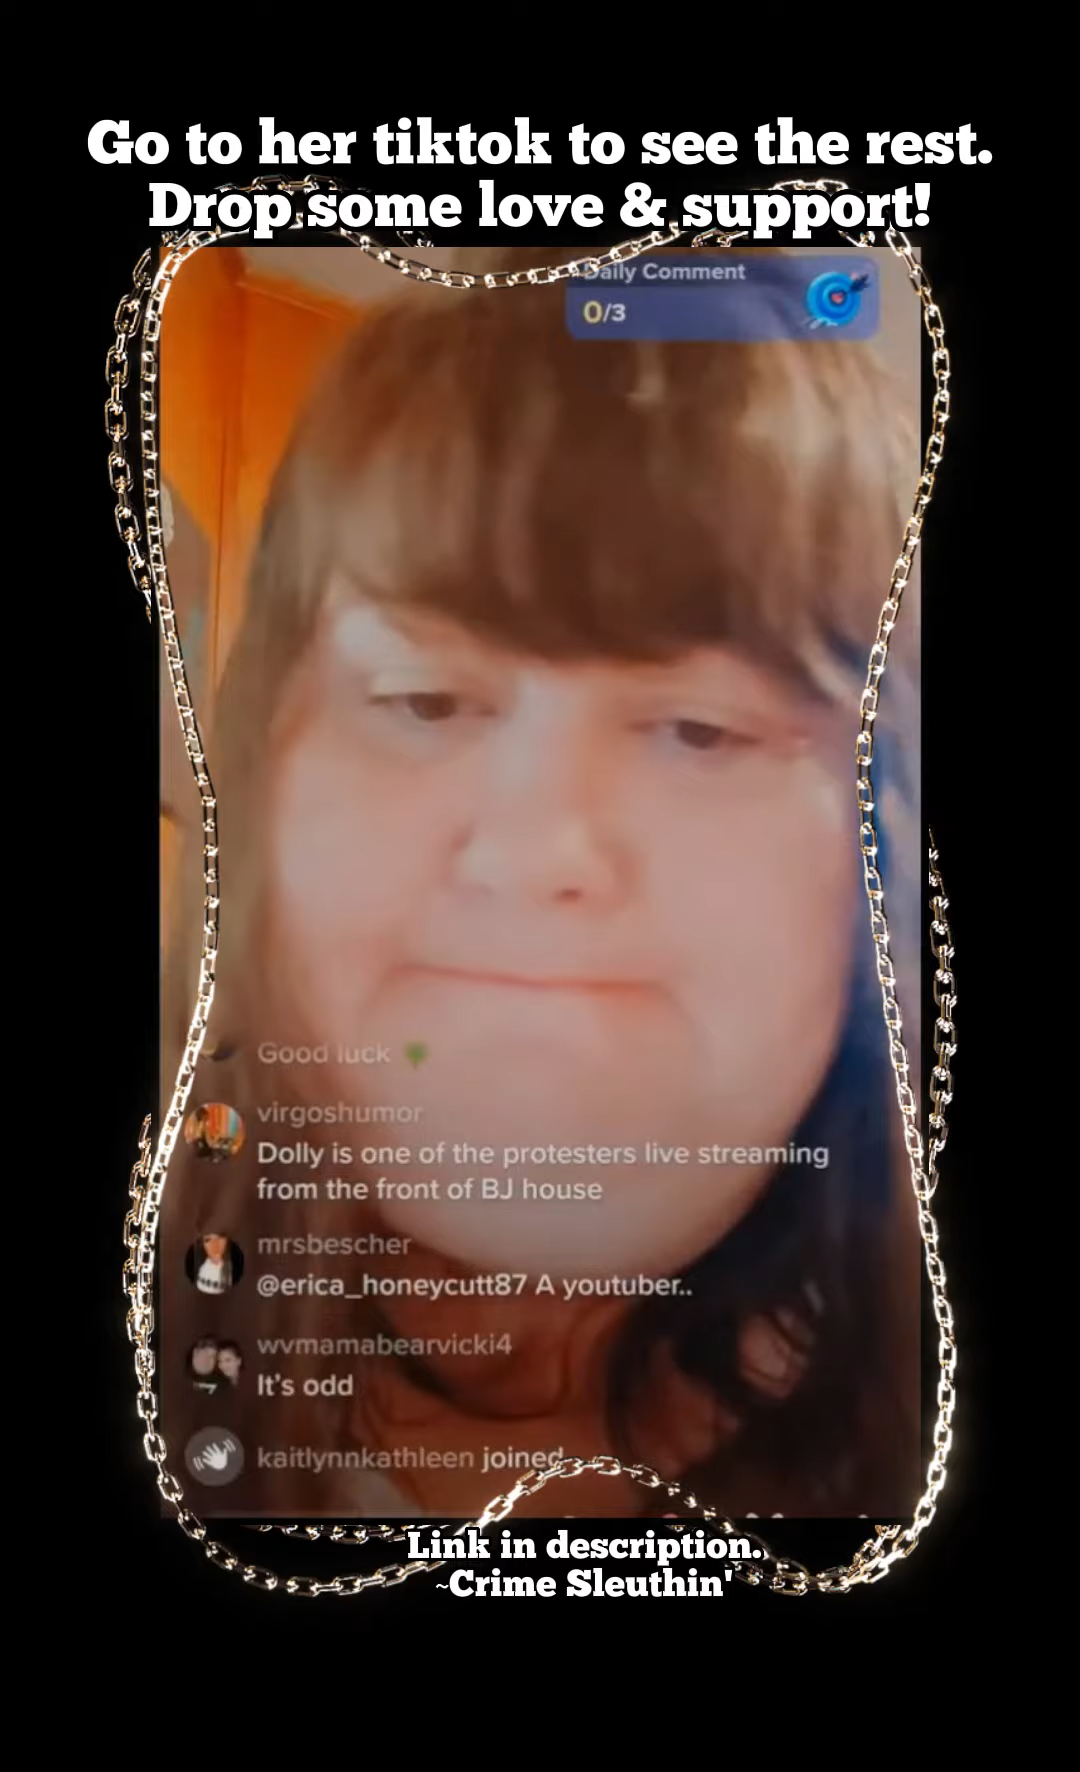 Go to her tiktok to see the rest.
Drop some love & support!
Daily Comment
0/3
Good luck
virgoshumor
Dolly is one of the protesters live streaming
from the front of BJ house
mrsbescher
@erica_honeycutt87 A youtuber..
wvmamabearvicki4
It's odd
kaitlynnkathleen joined
Link in description.
~Crime Sleuthin'